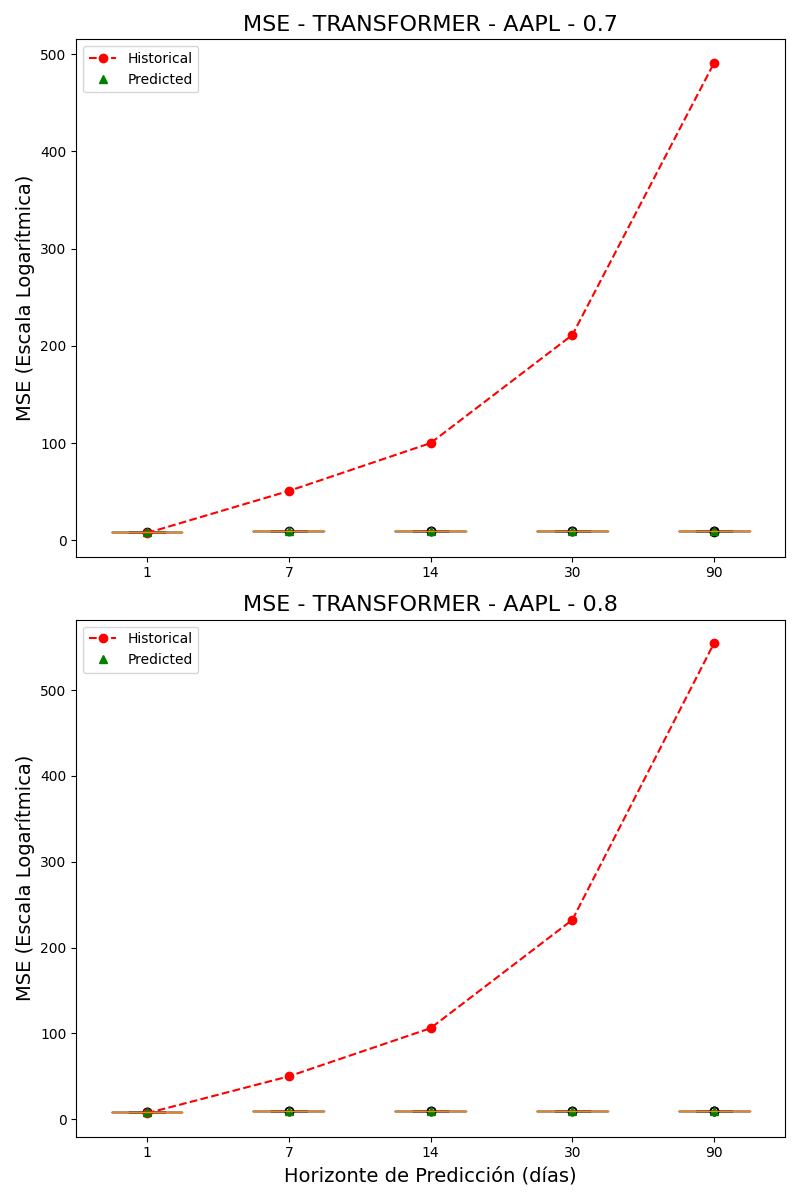 MSE - TRANSFORMER - AAPL - 0.7
MSE (Escala Logarítmica)
500
400
300
200
100
0
Historical
Predicted
1 7 14 30 90
MSE - TRANSFORMER - AAPL - 0.8
MSE (Escala Logarítmica)
500
400
300
200
100
0
Historical
Predicted
1 7 14 30 90
Horizonte de Predicción (días)